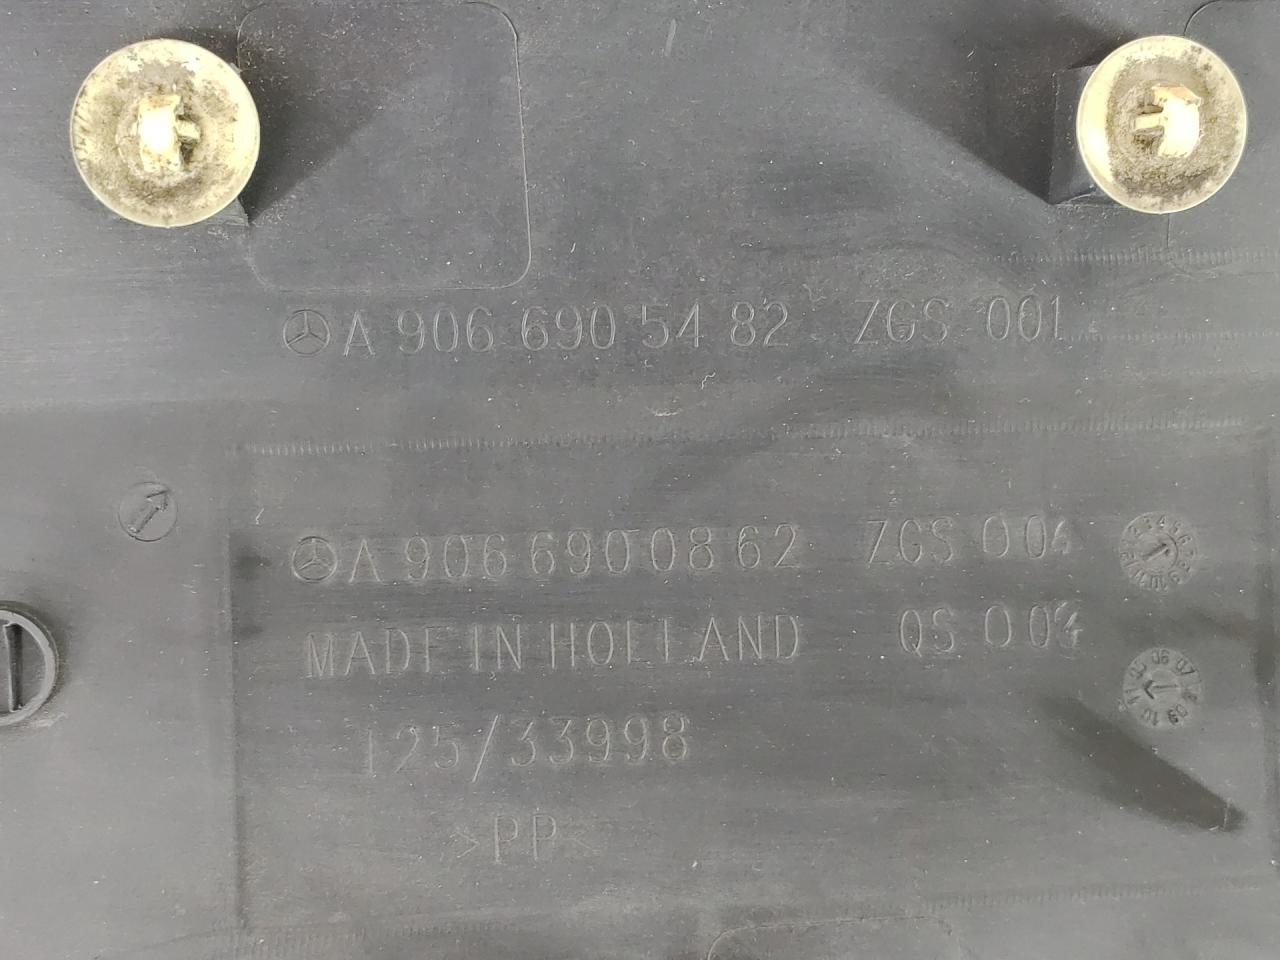 A 906 690 54 82 ZGS 001
A 906 690 08 62 ZGS 004
MADE IN HOLLAND QS 004
125/33998
>PP<